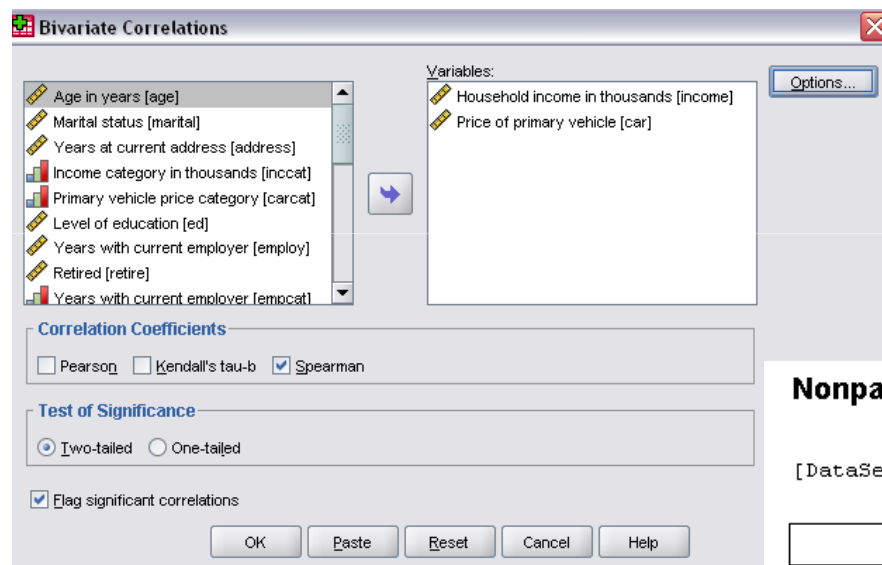 Bivariate Correlations
Age in years [age]
Marital status [marital]
Years at current address [address]
Income category in thousands [inccat]
Primary vehicle price category [carcat]
Level of education [ed]
Years with current employer [employ]
Retired [retire]
Years with current employer [empcat]
Variables:
Household income in thousands [income]
Price of primary vehicle [car]
Options...
Correlation Coefficients
Pearson Kendall's tau-b Spearman
Test of Significance
Two-tailed One-tailed
Flag significant correlations
OK Paste Reset Cancel Help
Nonpa
[DataSe